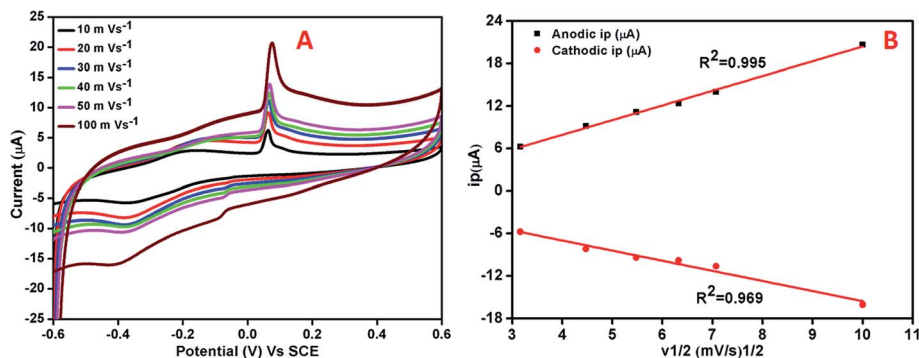 A
10 m Vs-1
20 m Vs-1
30 m Vs-1
40 m Vs-1
50 m Vs-1
100 m Vs-1
25
20
15
10
5
0
-5
-10
-15
-20
-25
Current (µA)
-0.6
-0.4
-0.2
0.0
0.2
0.4
0.6
Potential (V) Vs SCE
B
Anodic ip (µA)
Cathodic ip (µA)
R2=0.995
R2=0.969
18
12
6
0
-6
-12
-18
ip(µA)
3
4
5
6
7
8
9
10
11
v1/2 (mV/s)1/2